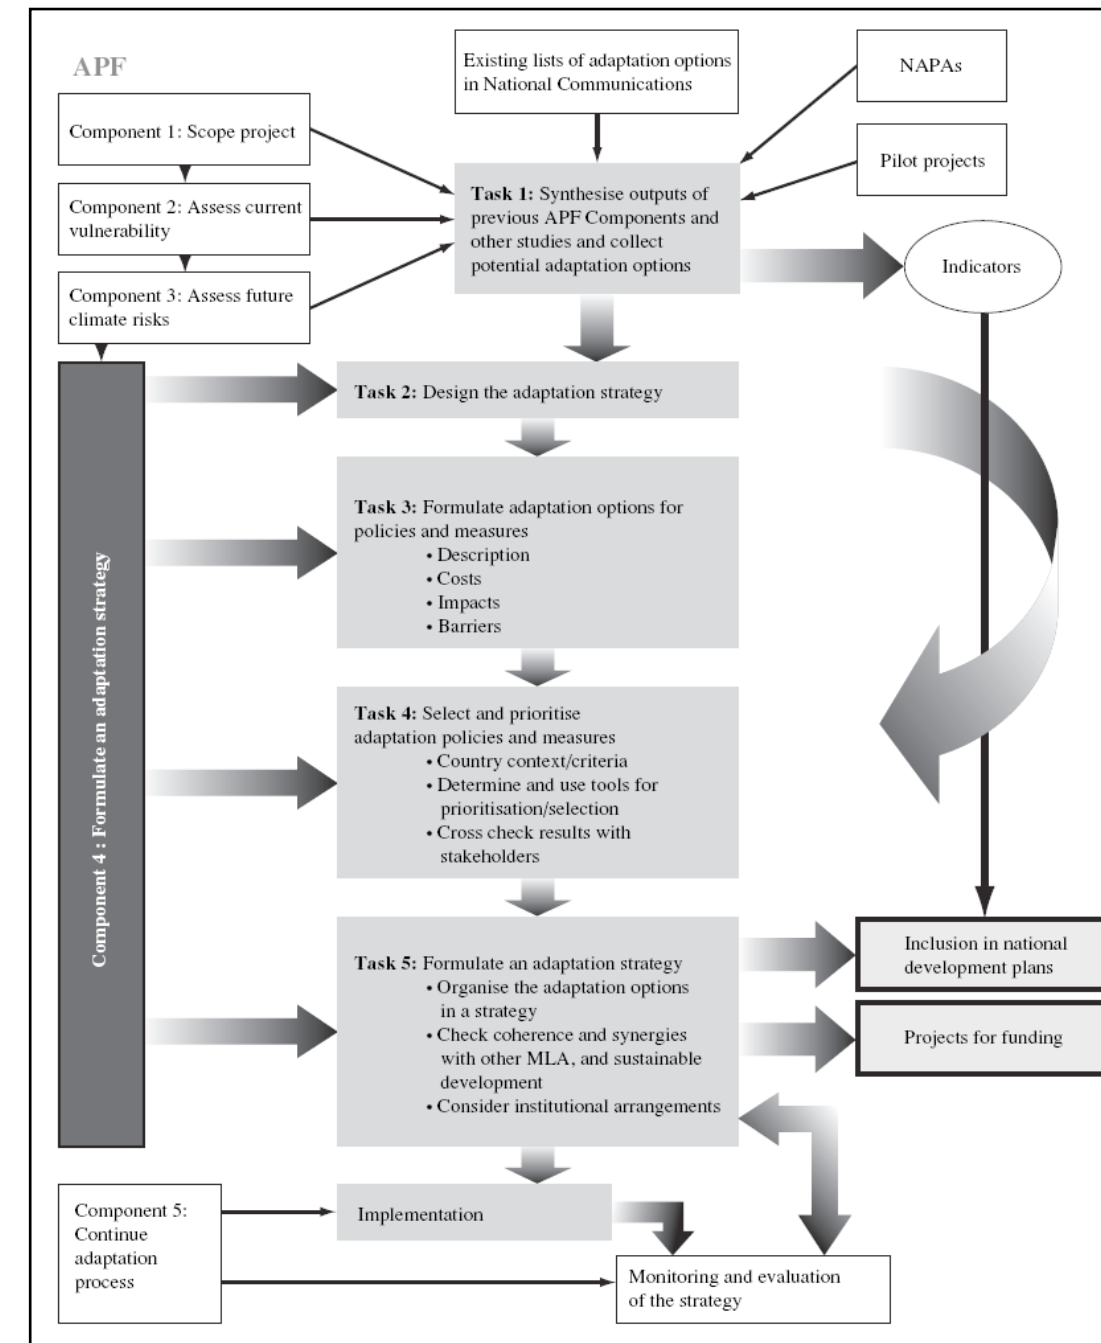 APF
Existing lists of adaptation options
in National Communications
NAPAs
Component 1: Scope project
Pilot projects
Component 2: Assess current
vulnerability
Task 1: Synthesise outputs of
previous APF Components and
other studies and collect
potential adaptation options
Indicators
Component 3: Assess future
climate risks
Component 4 : Formulate an adaptation strategy
Task 2: Design the adaptation strategy
Task 3: Formulate adaptation options for
policies and measures
• Description
• Costs
• Impacts
• Barriers
Task 4: Select and prioritise
adaptation policies and measures
• Country context/criteria
• Determine and use tools for
prioritisation/selection
• Cross check results with
stakeholders
Task 5: Formulate an adaptation strategy
• Organise the adaptation options
in a strategy
• Check coherence and synergies
with other MLA, and sustainable
development
• Consider institutional arrangements
Inclusion in national
development plans
Projects for funding
Component 5:
Continue
adaptation
process
Implementation
Monitoring and evaluation
of the strategy